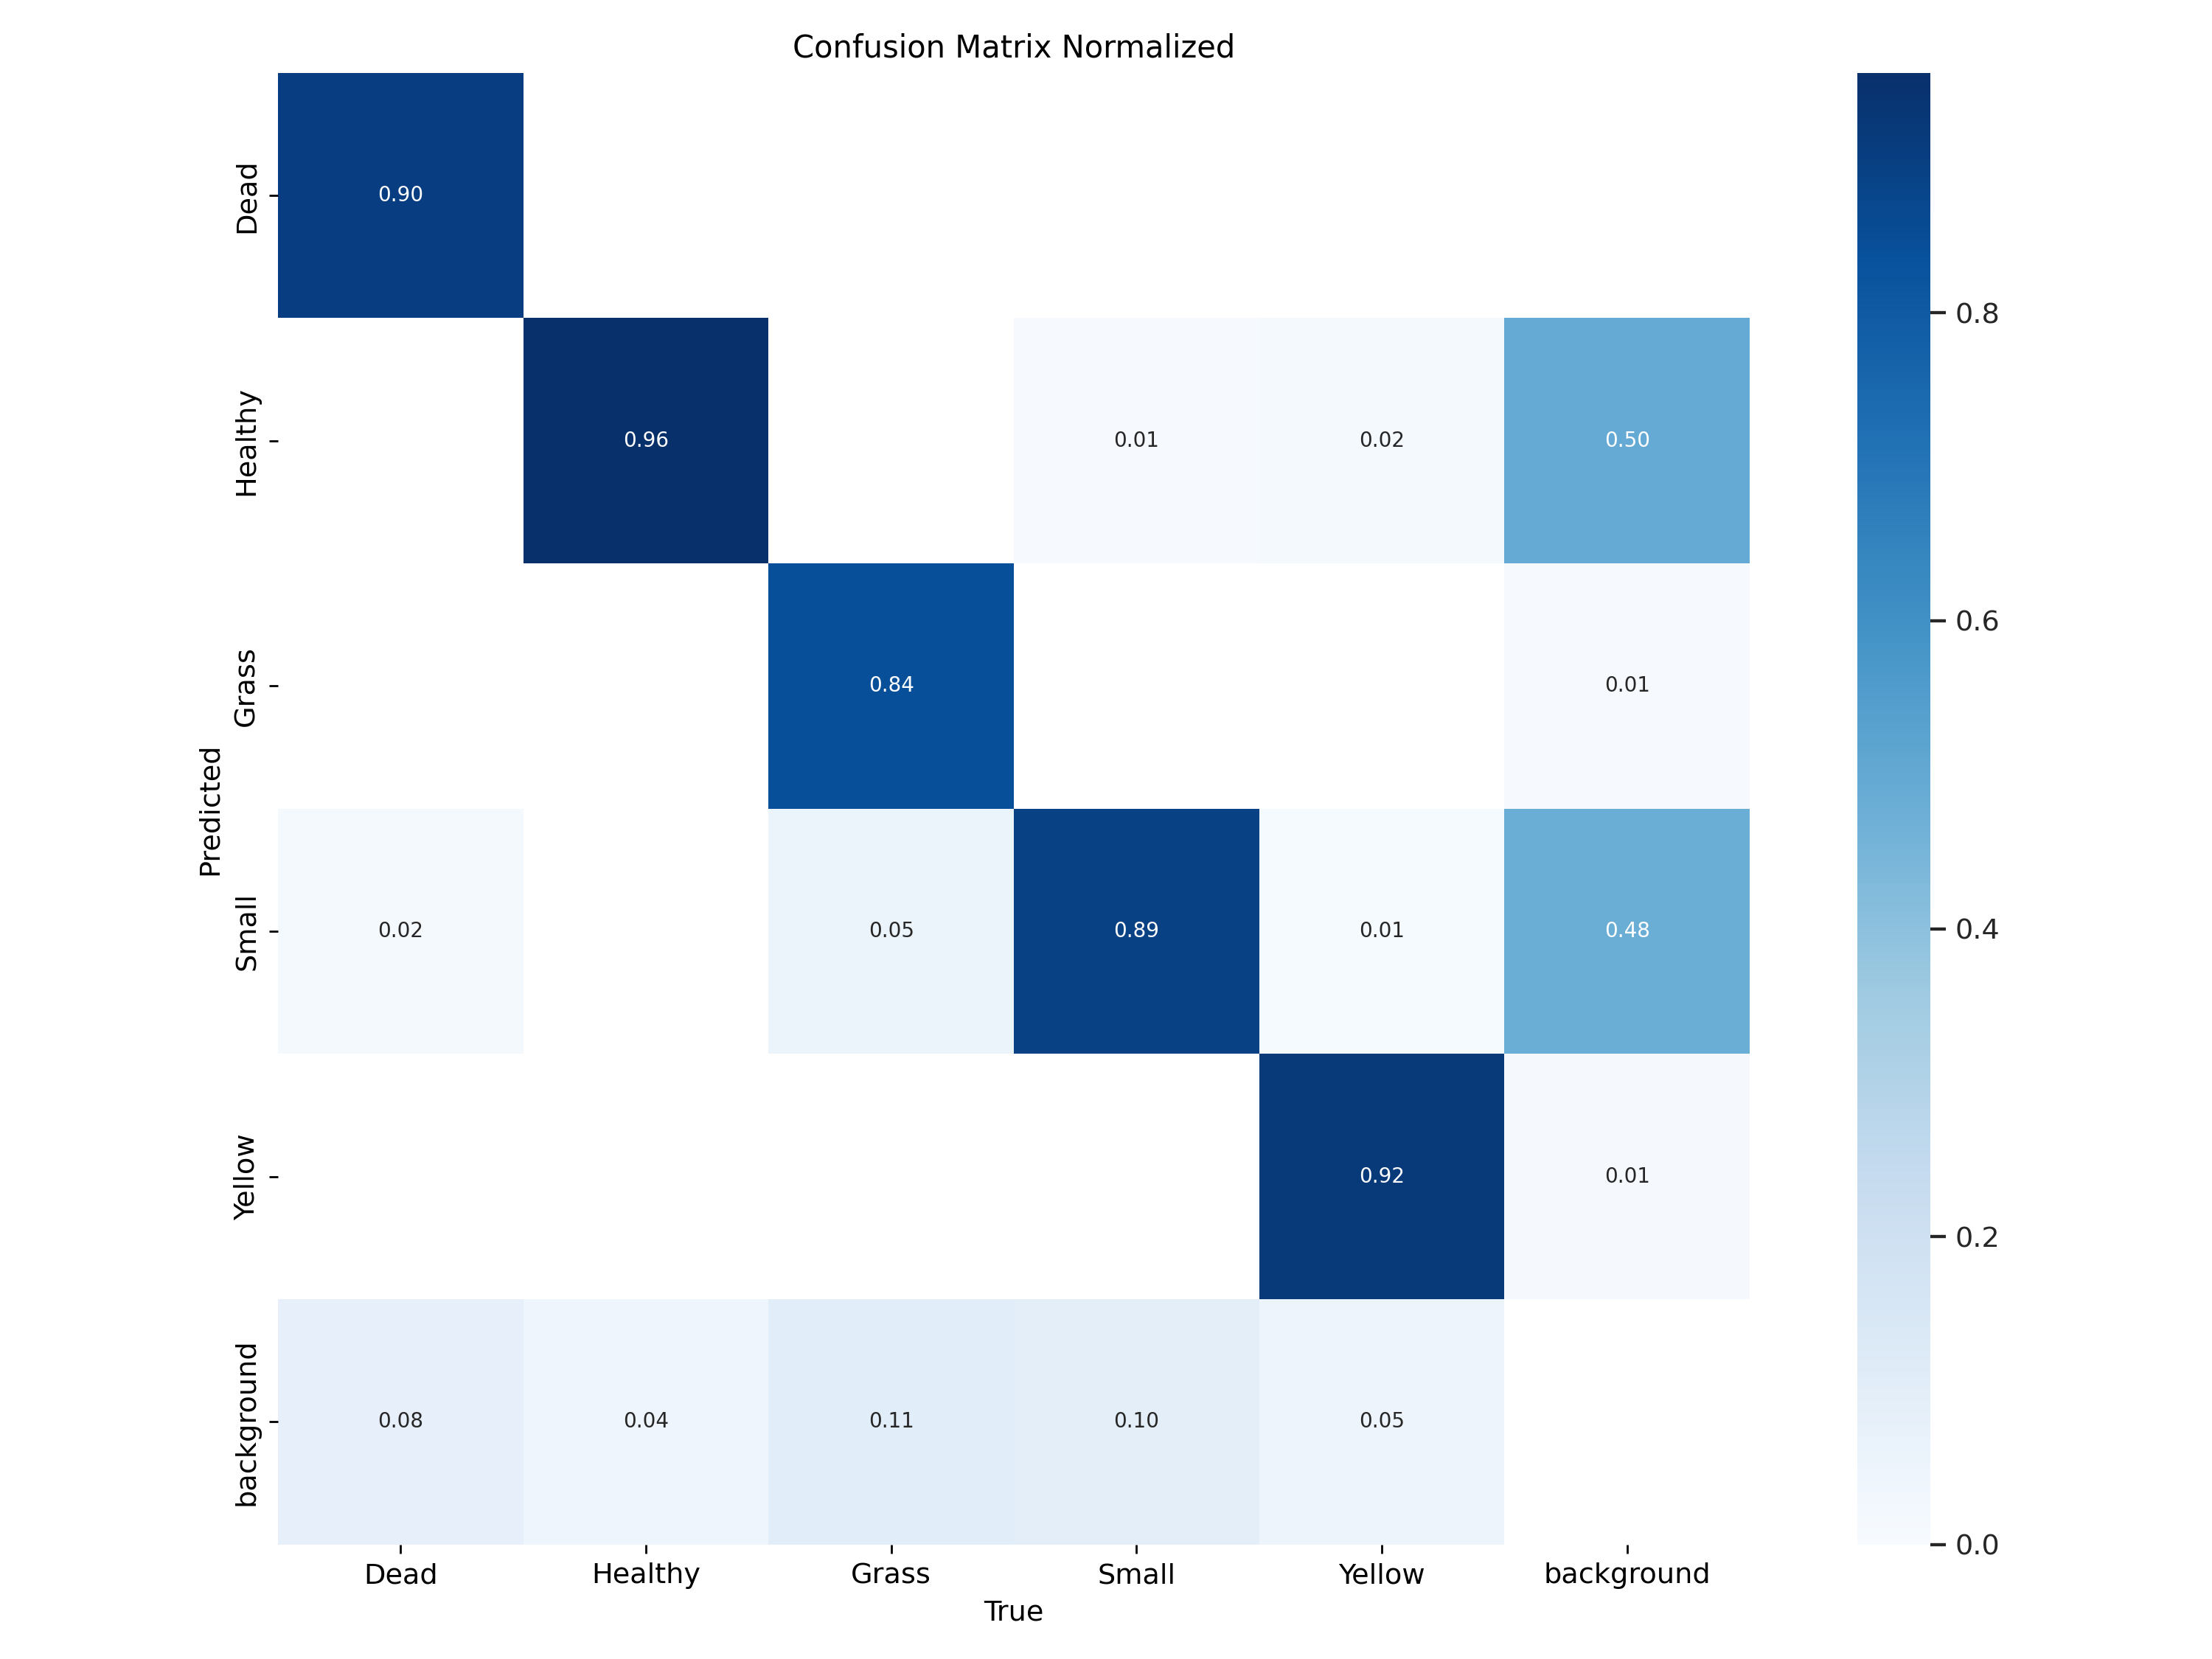 Confusion Matrix Normalized
Dead
0.90
Healthy
0.96
0.01
0.02
0.50
Grass
0.84
0.01
Small
0.02
0.05
0.89
0.01
0.48
Yellow
0.92
0.01
background
0.08
0.04
0.11
0.10
0.05
Predicted
Dead Healthy Grass Small Yellow background
True
0.8
0.6
0.4
0.2
0.0